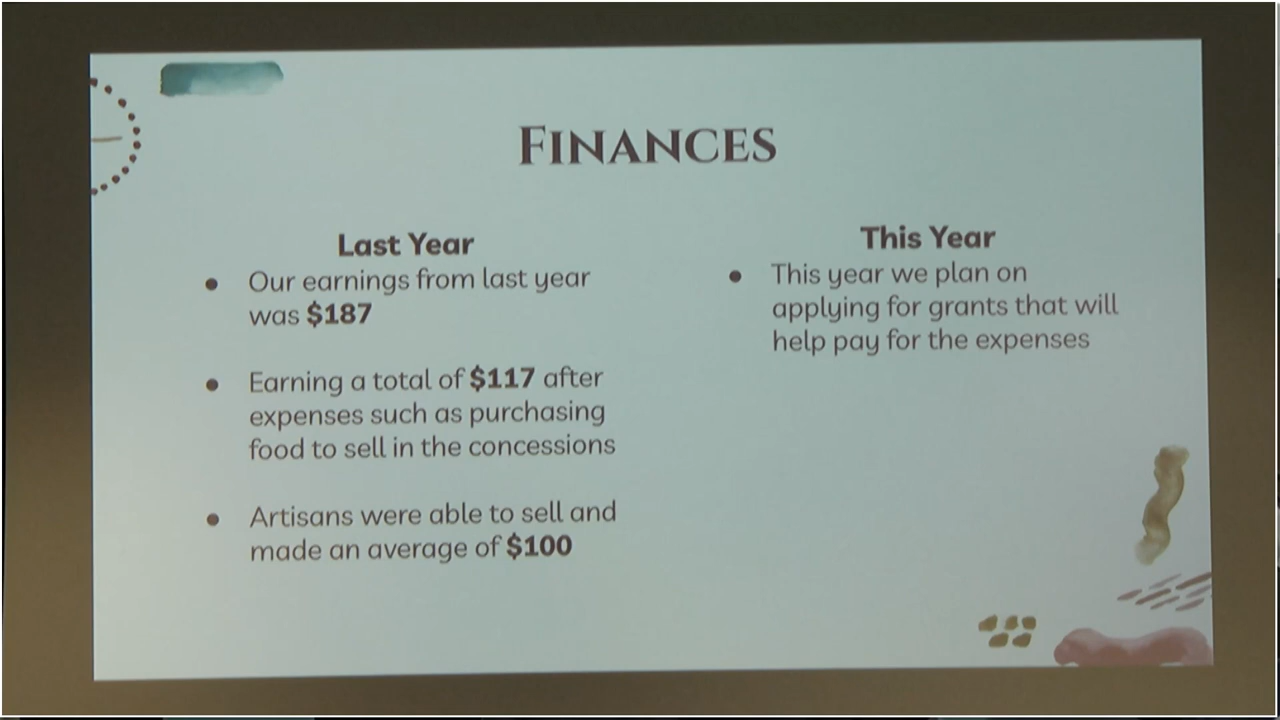 FINANCES
Last Year
• Our earnings from last year
was $187
• Earning a total of $117 after
expenses such as purchasing
food to sell in the concessions
• Artisans were able to sell and
made an average of $100
This Year
• This year we plan on
applying for grants that will
help pay for the expenses